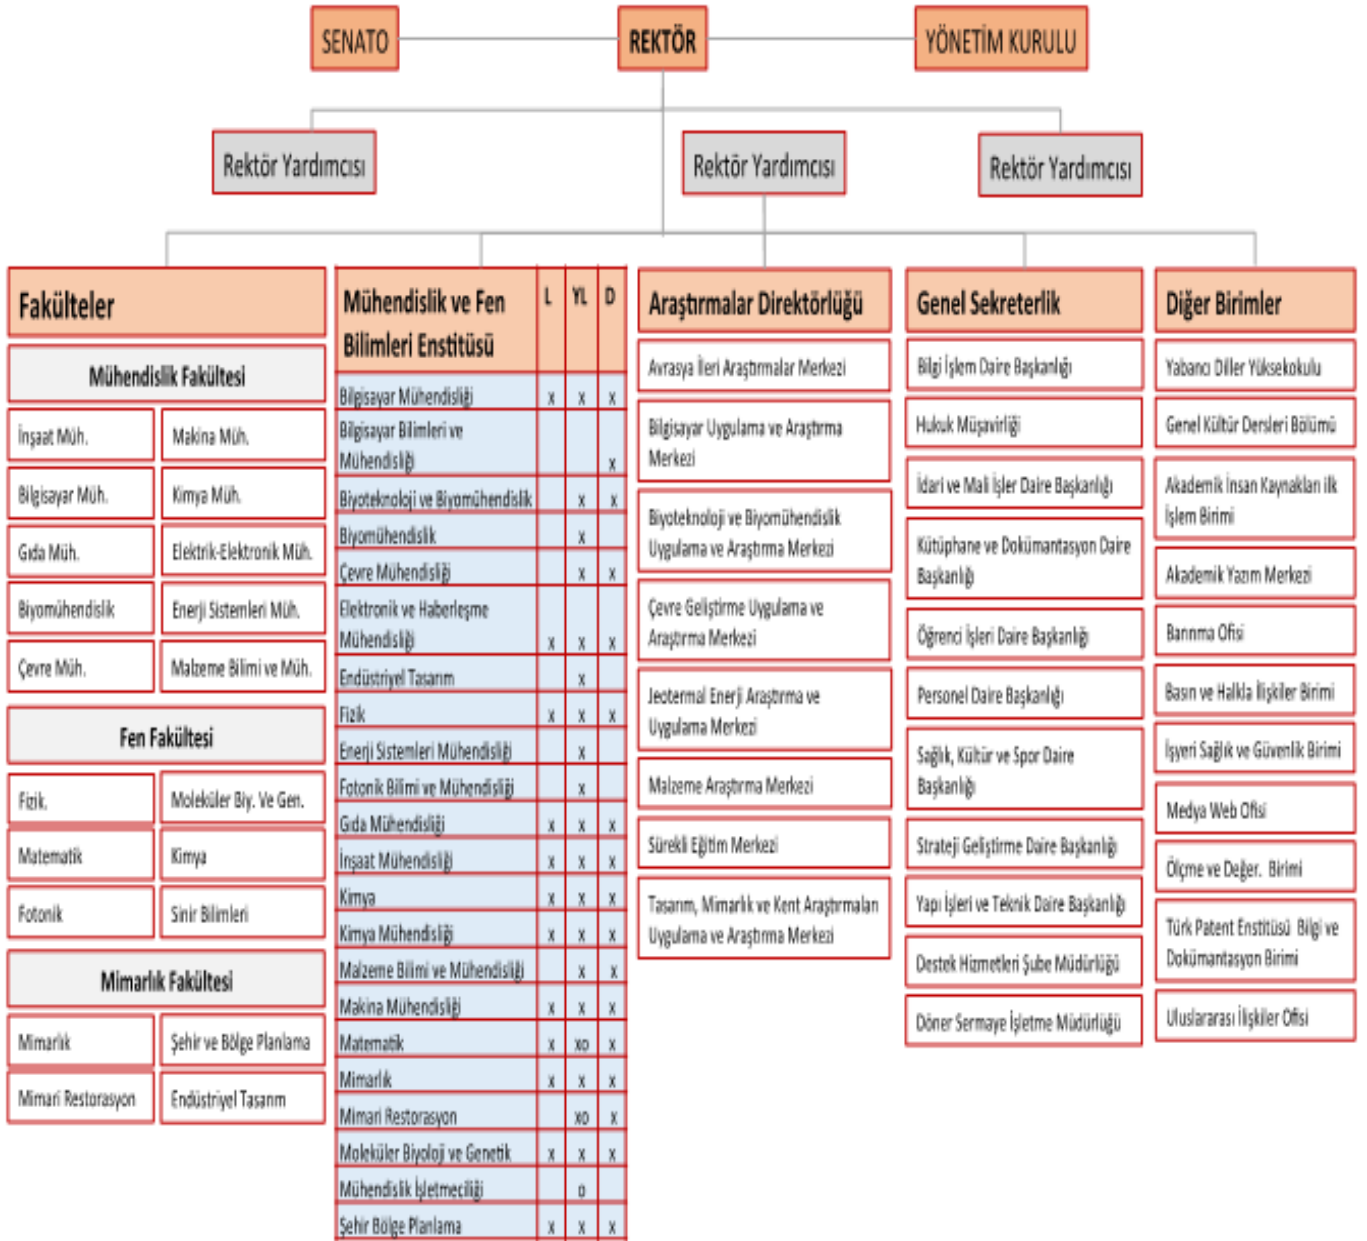 SENATO
REKTÖR
YÖNETİM KURULU
Rektör Yardımcısı
Rektör Yardımcısı
Rektör Yardımcısı
Fakülteler
Mühendislik Fakültesi
İnşaat Müh.
Makina Müh.
Bilgisayar Müh.
Kimya Müh.
Gıda Müh.
Elektrik-Elektronik Müh.
Biyomühendislik
Enerji Sistemleri Müh.
Çevre Müh.
Malzeme Bilimi ve Müh.
Fen Fakültesi
Fizik.
Moleküler Biy. Ve Gen.
Matematik
Kimya
Fotonik
Sinir Bilimleri
Mimarlık Fakültesi
Mimarlık
Şehir ve Bölge Planlama
Mimari Restorasyon
Endüstriyel Tasarım
Mühendislik ve Fen
Bilimleri Enstitüsü
L YL D
Bilgisayar Mühendisliği x x x
Bilgisayar Bilimleri ve
Mühendisliği x
Biyoteknoloji ve Biyomühendislik x x
Biyomühendislik x
Çevre Mühendisliği x x
Elektronik ve Haberleşme
Mühendisliği x x x
Endüstriyel Tasarım x
Fizik x x x
Enerji Sistemleri Mühendisliği x
Fotonik Bilimi ve Mühendisliği x
Gıda Mühendisliği x x x
İnşaat Mühendisliği x x x
Kimya x x x
Kimya Mühendisliği x x x
Malzeme Bilimi ve Mühendisliği x x
Makina Mühendisliği x x x
Matematik x xo x
Mimarlık x x x
Mimari Restorasyon xo x
Moleküler Biyoloji ve Genetik x x x
Mühendislik İşletmeciliği o
Şehir Bölge Planlama x x x
Araştırmalar Direktörlüğü
Avrasya İleri Araştırmalar Merkezi
Bilgisayar Uygulama ve Araştırma
Merkezi
Biyoteknoloji ve Biyomühendislik
Uygulama ve Araştırma Merkezi
Çevre Geliştirme Uygulama ve
Araştırma Merkezi
Jeotermal Enerji Araştırma ve
Uygulama Merkezi
Malzeme Araştırma Merkezi
Sürekli Eğitim Merkezi
Tasarım, Mimarlık ve Kent Araştırmaları
Uygulama ve Araştırma Merkezi
Genel Sekreterlik
Bilgi İşlem Daire Başkanlığı
Hukuk Müşavirliği
İdari ve Mali İşler Daire Başkanlığı
Kütüphane ve Dokümantasyon Daire
Başkanlığı
Öğrenci İşleri Daire Başkanlığı
Personel Daire Başkanlığı
Sağlık, Kültür ve Spor Daire
Başkanlığı
Strateji Geliştirme Daire Başkanlığı
Yapı İşleri ve Teknik Daire Başkanlığı
Destek Hizmetleri Şube Müdürlüğü
Döner Sermaye İşletme Müdürlüğü
Diğer Birimler
Yabancı Diller Yüksekokulu
Genel Kültür Dersleri Bölümü
Akademik İnsan Kaynakları ilk
İşlem Birimi
Akademik Yazım Merkezi
Barınma Ofisi
Basın ve Halkla İlişkiler Birimi
İşyeri Sağlık ve Güvenlik Birimi
Medya Web Ofisi
Ölçme ve Değer. Birimi
Türk Patent Enstitüsü Bilgi ve
Dokümantasyon Birimi
Uluslararası İlişkiler Ofisi